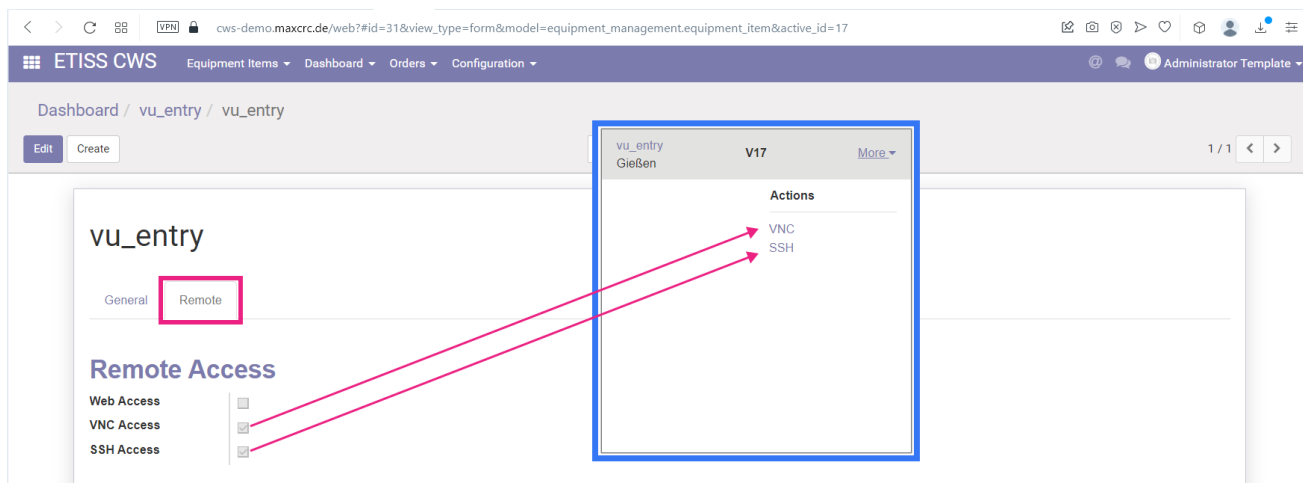 VPN cws-demo.maxcrc.de/web?#id=31&view_type=form&model=equipment_management.equipment_item&active_id=17
ETISS CWS Equipment Items Dashboard Orders Configuration @ Administrator Template
Dashboard / vu_entry / vu_entry
Edit Create 1 / 1
vu_entry V17 More
Gießen
Actions
VNC
SSH
vu_entry
General Remote
Remote Access
Web Access
VNC Access
SSH Access